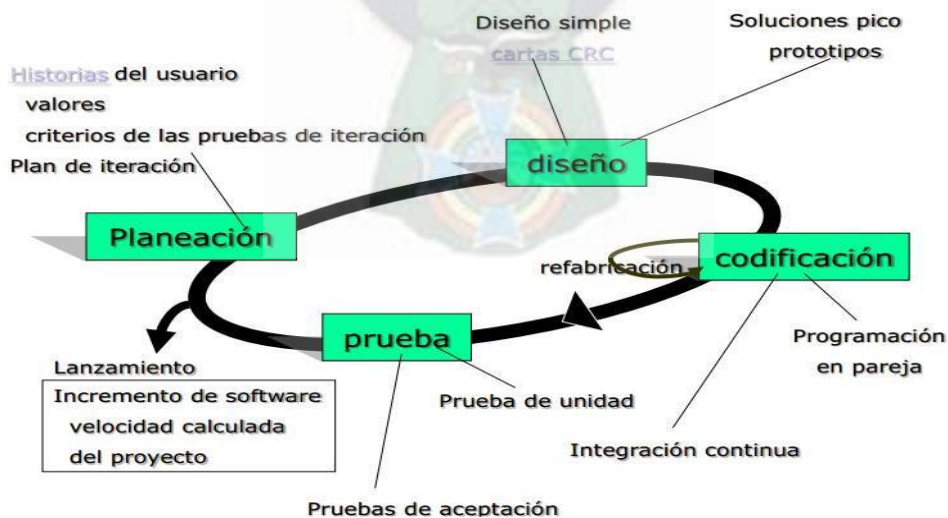 Historias del usuario
valores
criterios de las pruebas de iteración
Plan de iteración
Diseño simple
cartas CRC
Soluciones pico
prototipos
diseño
Planeación
refabricación
codificación
prueba
Programación
en pareja
Prueba de unidad
Integración continua
Pruebas de aceptación
Lanzamiento
Incremento de software
velocidad calculada
del proyecto